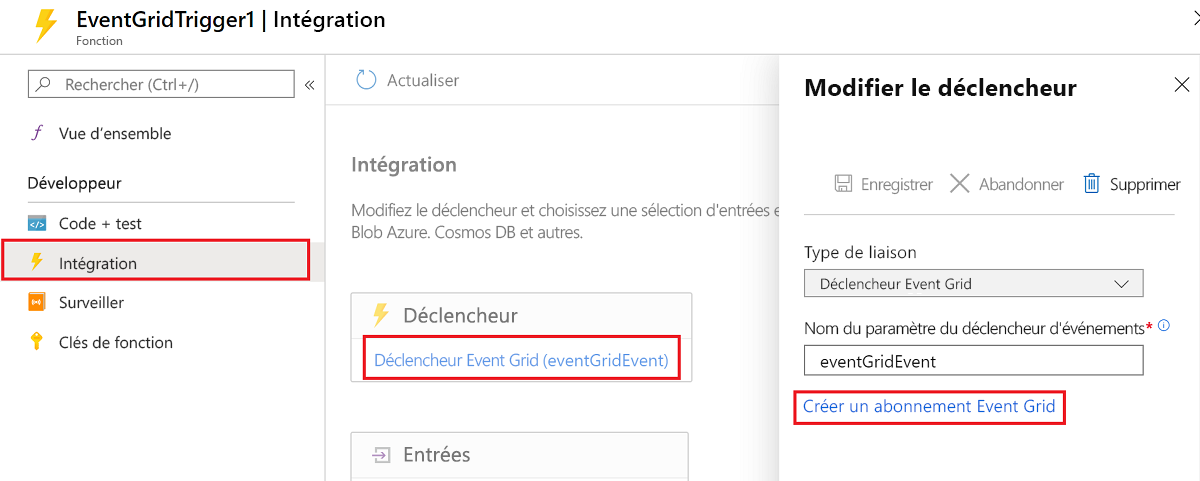 EventGridTrigger1 | Intégration
Fonction
Rechercher (Ctrl+/)
«
Vue d’ensemble
Développeur
Code + test
Intégration
Surveiller
Clés de fonction
Actualiser
Intégration
Modifiez le déclencheur et choisissez une sélection d'entrées e
Blob Azure. Cosmos DB et autres.
Déclencheur
Déclencheur Event Grid (eventGridEvent)
Entrées
Modifier le déclencheur
Enregistrer
Abandonner
Supprimer
Type de liaison
Déclencheur Event Grid
Nom du paramètre du déclencheur d'événements*
eventGridEvent
Créer un abonnement Event Grid